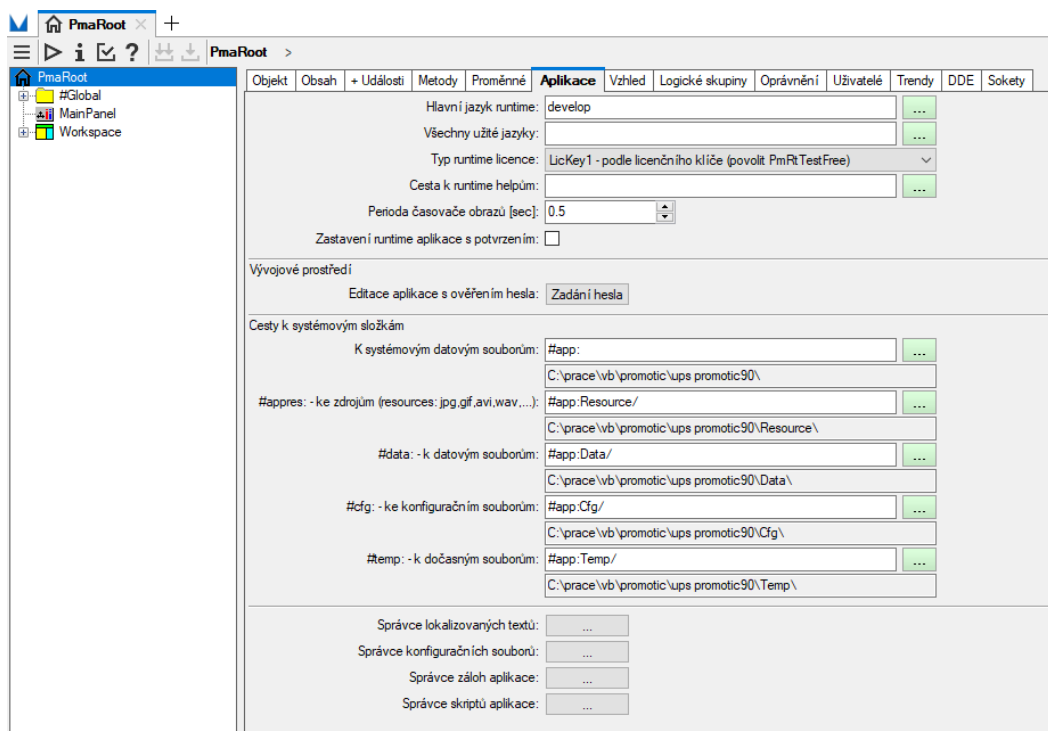 PmaRoot
PmaRoot >
PmaRoot
#Global
MainPanel
Workspace
Objekt Obsah + Události Metody Proměnné Aplikace Vzhled Logické skupiny Oprávnění Uživatelé Trendy DDE Sokety
Hlavní jazyk runtime: develop ...
Všechny užité jazyky: ...
Typ runtime licence: LicKey1 - podle licenčního klíče (povolit PmRtTestFree)
Cesta k runtime helpům: ...
Perioda časovače obrazů [sec]: 0.5
Zastavení runtime aplikace s potvrzením:
Vývojové prostředí
Editace aplikace s ověřením hesla: Zadání hesla
Cesty k systémovým složkám
K systémovým datovým souborům: #app: ...
C:\prace\vb\promotic\ups promotic90\
#appres: - ke zdrojům (resources: jpg,gif,avi,wav,...): #app:Resource/ ...
C:\prace\vb\promotic\ups promotic90\Resource\
#data: - k datovým souborům: #app:Data/ ...
C:\prace\vb\promotic\ups promotic90\Data\
#cfg: - ke konfiguračním souborům: #app:Cfg/ ...
C:\prace\vb\promotic\ups promotic90\Cfg\
#temp: - k dočasným souborům: #app:Temp/ ...
C:\prace\vb\promotic\ups promotic90\Temp\
Správce lokalizovaných textů: ...
Správce konfiguračních souborů: ...
Správce záloh aplikace: ...
Správce skriptů aplikace: ...